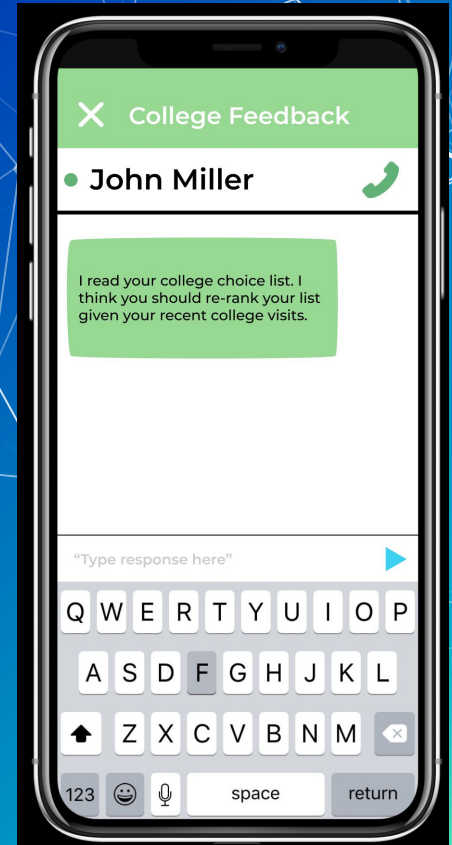 College Feedback
John Miller
I read your college choice list. I
think you should re-rank your list
given your recent college visits.
“Type response here”
Q W E R T Y U I O P
A S D F G H J K L
Z X C V B N M
123 space return